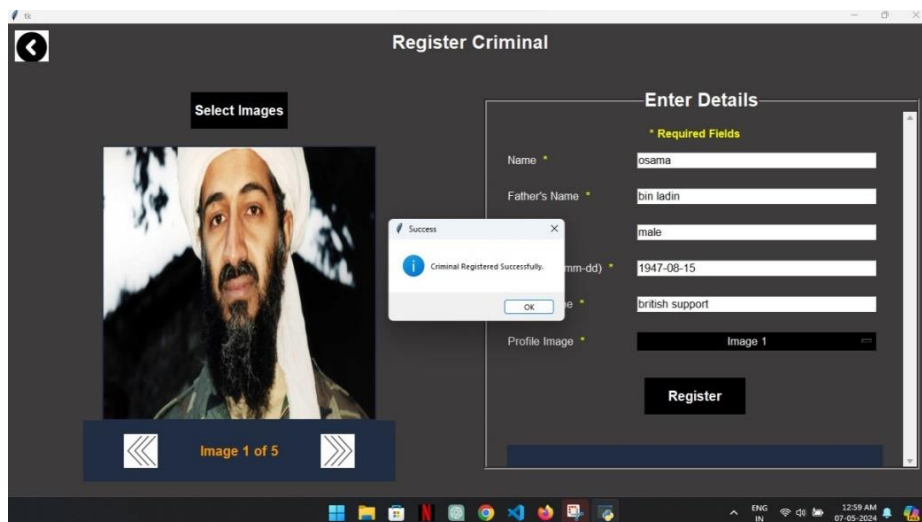 tk
Register Criminal
Select Images
Enter Details
* Required Fields
Name *
osama
Father's Name *
bin ladin
male
mm-dd) *
1947-08-15
e *
british support
Profile Image *
Image 1
Register
Success
Criminal Registered Successfully.
OK
Image 1 of 5
ENG
IN
12:59 AM
07-05-2024